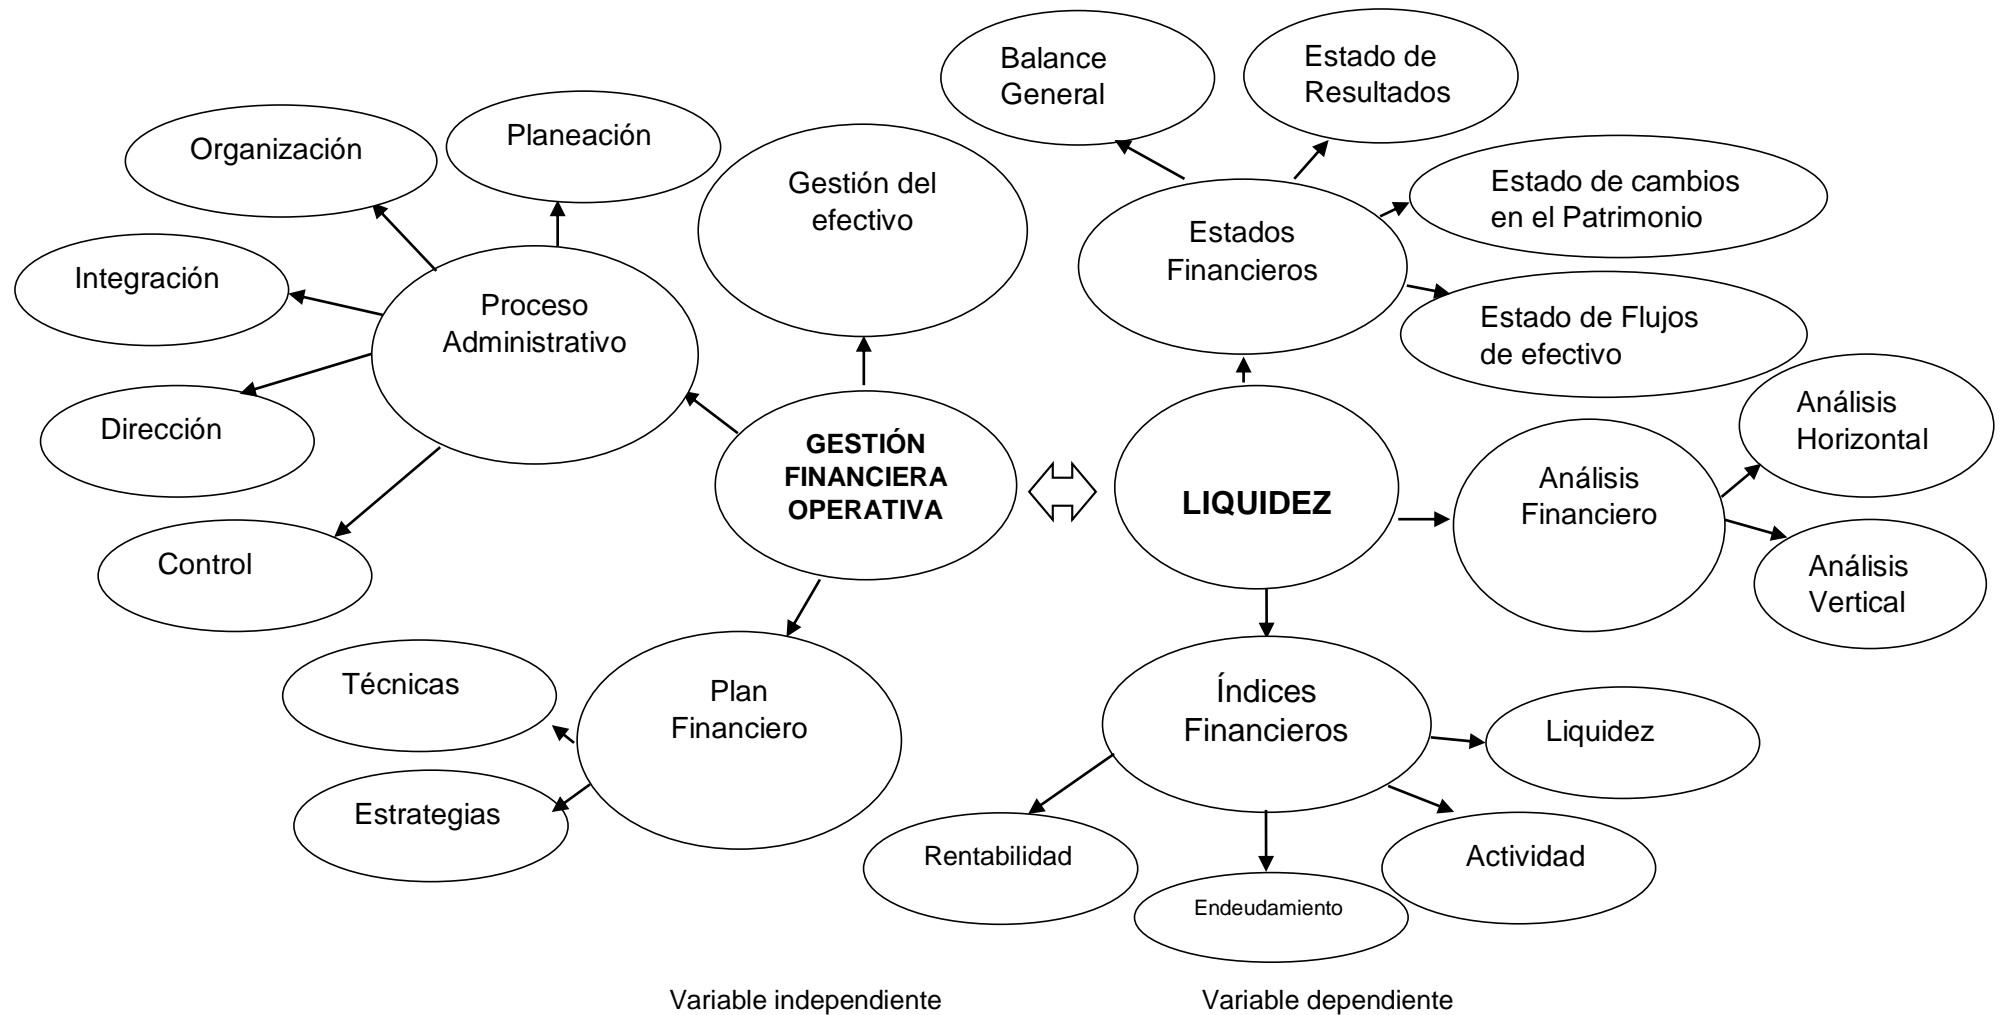 Balance
General
Estado de
Resultados
Organización
Planeación
Gestión del
efectivo
Estado de cambios
en el Patrimonio
Estados
Financieros
Integración
Proceso
Administrativo
Estado de Flujos
de efectivo
Dirección
GESTIÓN
FINANCIERA
OPERATIVA
LIQUIDEZ
Análisis
Financiero
Análisis
Horizontal
Análisis
Vertical
Control
Técnicas
Plan
Financiero
Estrategias
Índices
Financieros
Liquidez
Rentabilidad
Endeudamiento
Actividad
Variable independiente
Variable dependiente